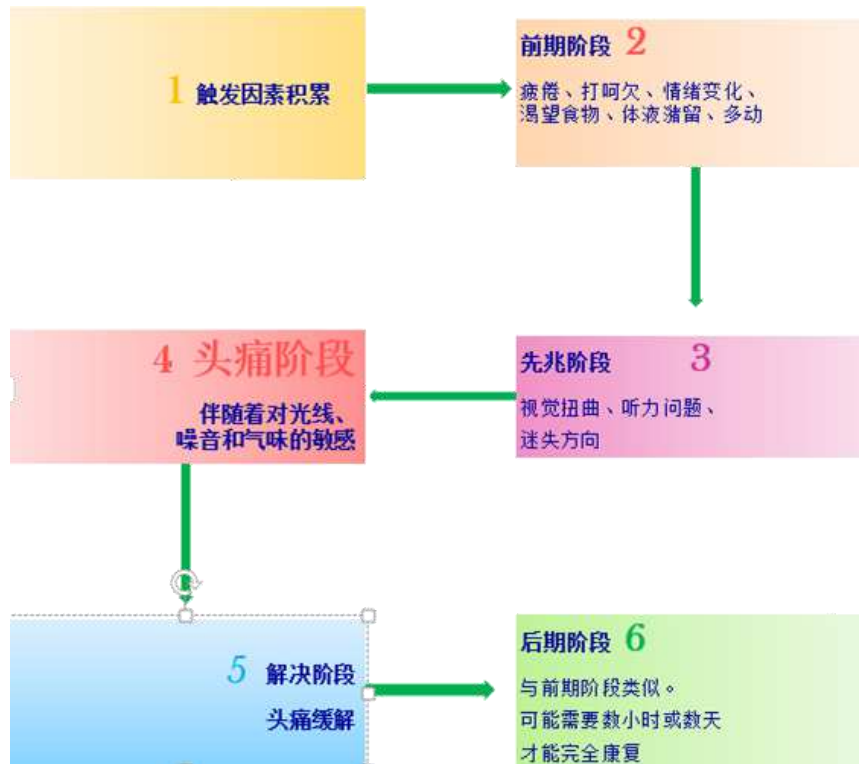 1 触发因素积累
前期阶段 2
疲倦、打呵欠、情绪变化、
渴望食物、体液潴留、多动
4 头痛阶段
伴随着对光线、
噪音和气味的敏感
先兆阶段 3
视觉扭曲、听力问题、
迷失方向
5 解决阶段
头痛缓解
后期阶段 6
与前期阶段类似。
可能需要数小时或数天
才能完全康复